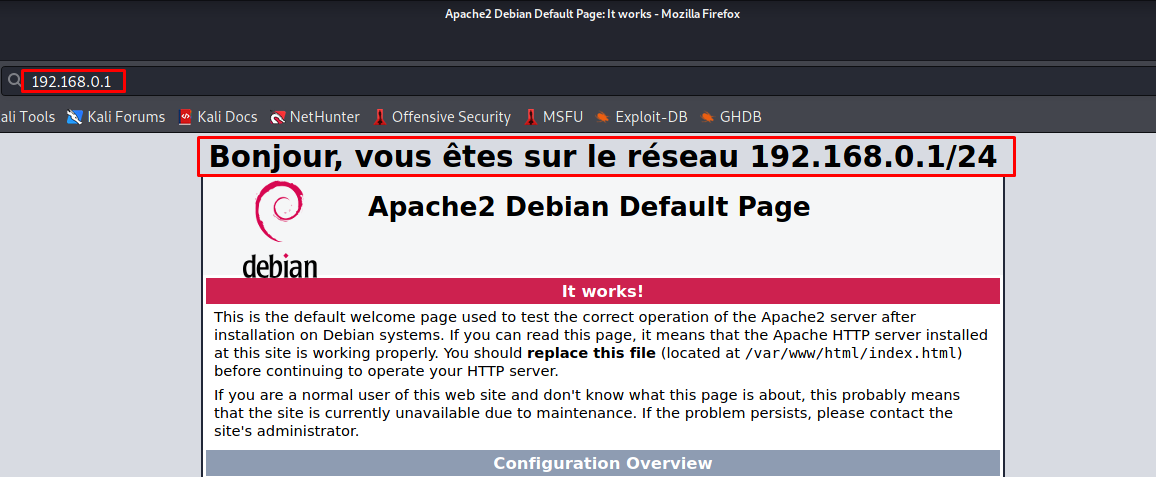 Apache2 Debian Default Page: It works - Mozilla Firefox
192.168.0.1
ali Tools Kali Forums Kali Docs NetHunter Offensive Security MSFU Exploit-DB GHDB
Bonjour, vous êtes sur le réseau 192.168.0.1/24
Apache2 Debian Default Page
debian
It works!
This is the default welcome page used to test the correct operation of the Apache2 server after
installation on Debian systems. If you can read this page, it means that the Apache HTTP server installed
at this site is working properly. You should replace this file (located at /var/www/html/index.html)
before continuing to operate your HTTP server.
If you are a normal user of this web site and don't know what this page is about, this probably means
that the site is currently unavailable due to maintenance. If the problem persists, please contact the
site's administrator.
Configuration Overview